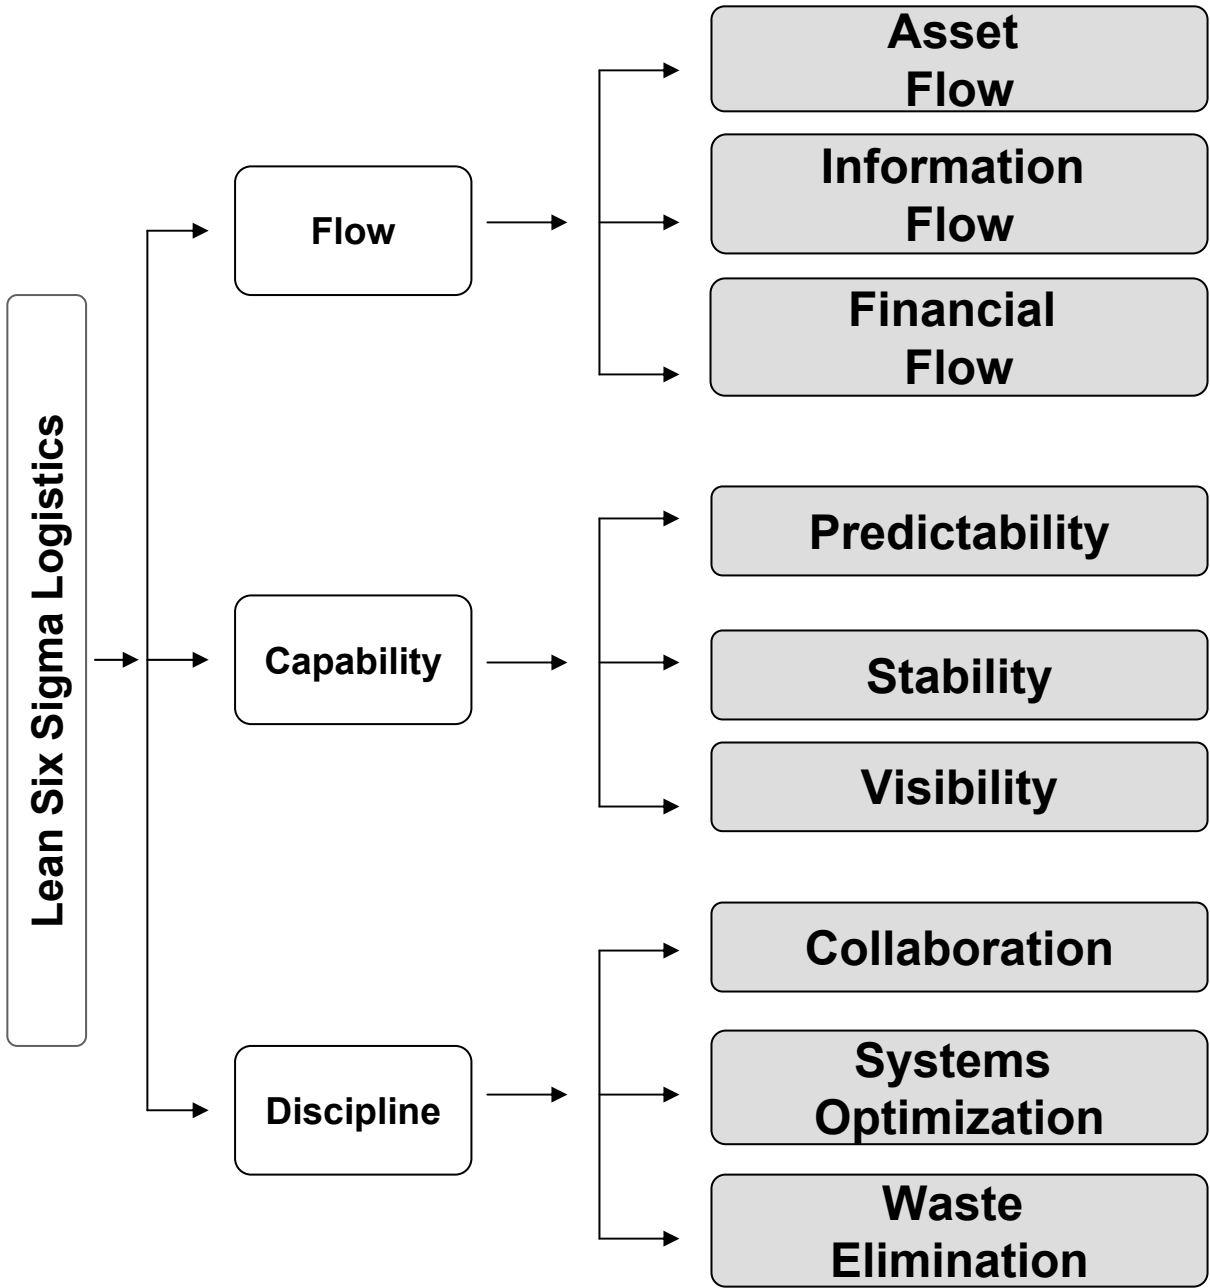 Lean Six Sigma Logistics
Flow
Asset
Flow
Information
Flow
Financial
Flow
Capability
Predictability
Stability
Visibility
Discipline
Collaboration
Systems
Optimization
Waste
Elimination